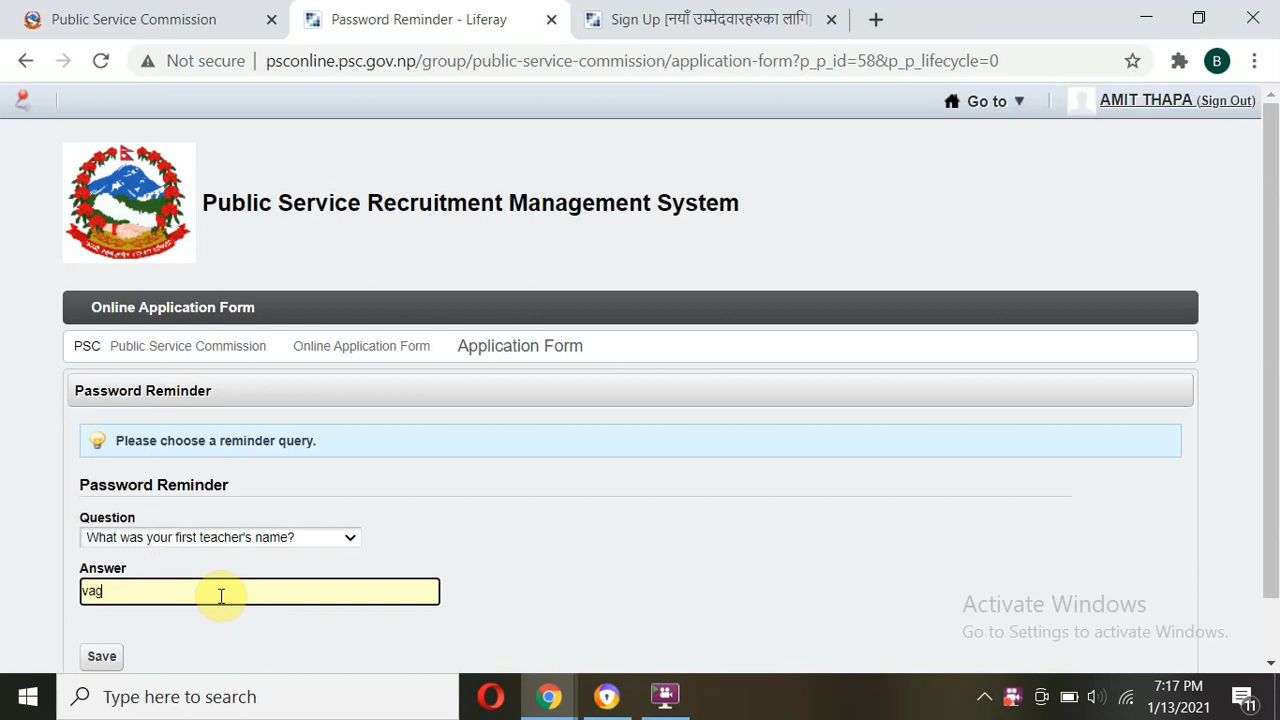 Public Service Commission
Password Reminder - Liferay
Sign Up [नयाँ उम्मेदवारहरुका लागि]
Not secure
psconline.psc.gov.np/group/public-service-commission/application-form?p_p_id=58&p_p_lifecycle=0
B
Go to
AMIT THAPA (Sign Out)
Public Service Recruitment Management System
Online Application Form
PSC Public Service Commission Online Application Form Application Form
Password Reminder
Please choose a reminder query.
Password Reminder
Question
What was your first teacher's name?
Answer
vag
Save
Activate Windows
Go to Settings to activate Windows.
Type here to search
7:17 PM
1/13/2021
11